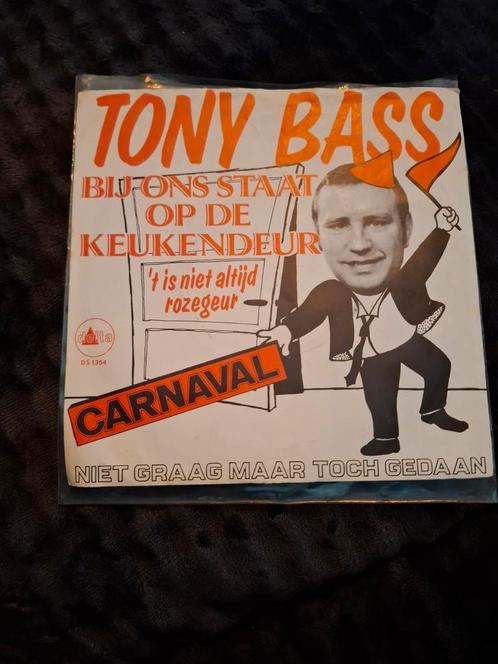 TONY BASS
BIJ ONS STAAT
OP DE
KEUKENDEUR
't is niet altijd
rozegeur
delta
DS 1354
CARNAVAL
NIET GRAAG MAAR TOCH GEDAAN